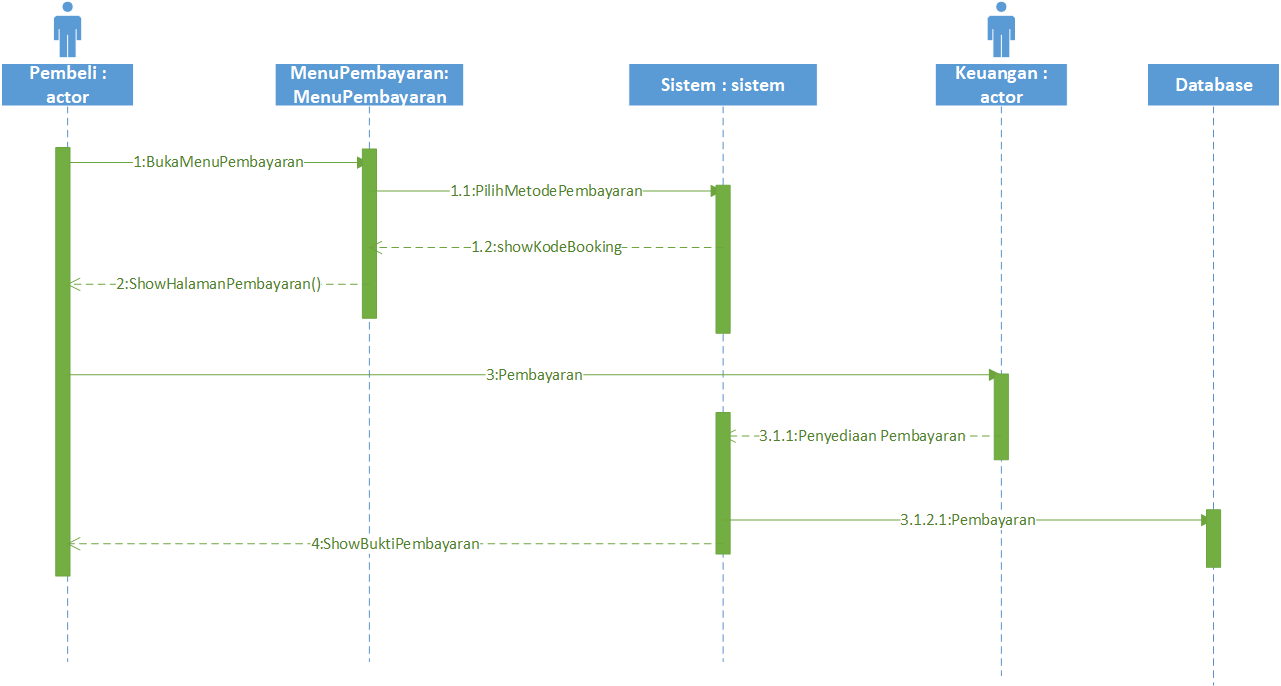 Pembeli :
actor
MenuPembayaran:
MenuPembayaran
Sistem : sistem
Keuangan :
actor
Database
1:BukaMenuPembayaran
1.1:PilihMetodePembayaran
1.2:showKodeBooking
2:ShowHalamanPembayaran()
3:Pembayaran
3.1.1:Penyediaan Pembayaran
3.1.2.1:Pembayaran
4:ShowBuktiPembayaran